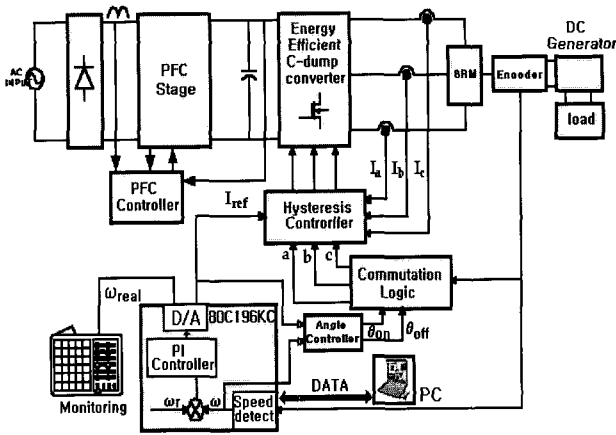 AC
INPUT
PFC
Stage
Energy
Efficient
C-dump
converter
SRM
Encoder
DC
Generator
load
PFC
Controller
Iref
Ia
Ib
Ic
Hysteresis
Controller
a
b
c
Commutation
Logic
ωreal
D/A
80C196KC
PI
Controller
Angle
Controller
θon
θoff
Monitoring
ωr
ω
Speed
detect
DATA
PC